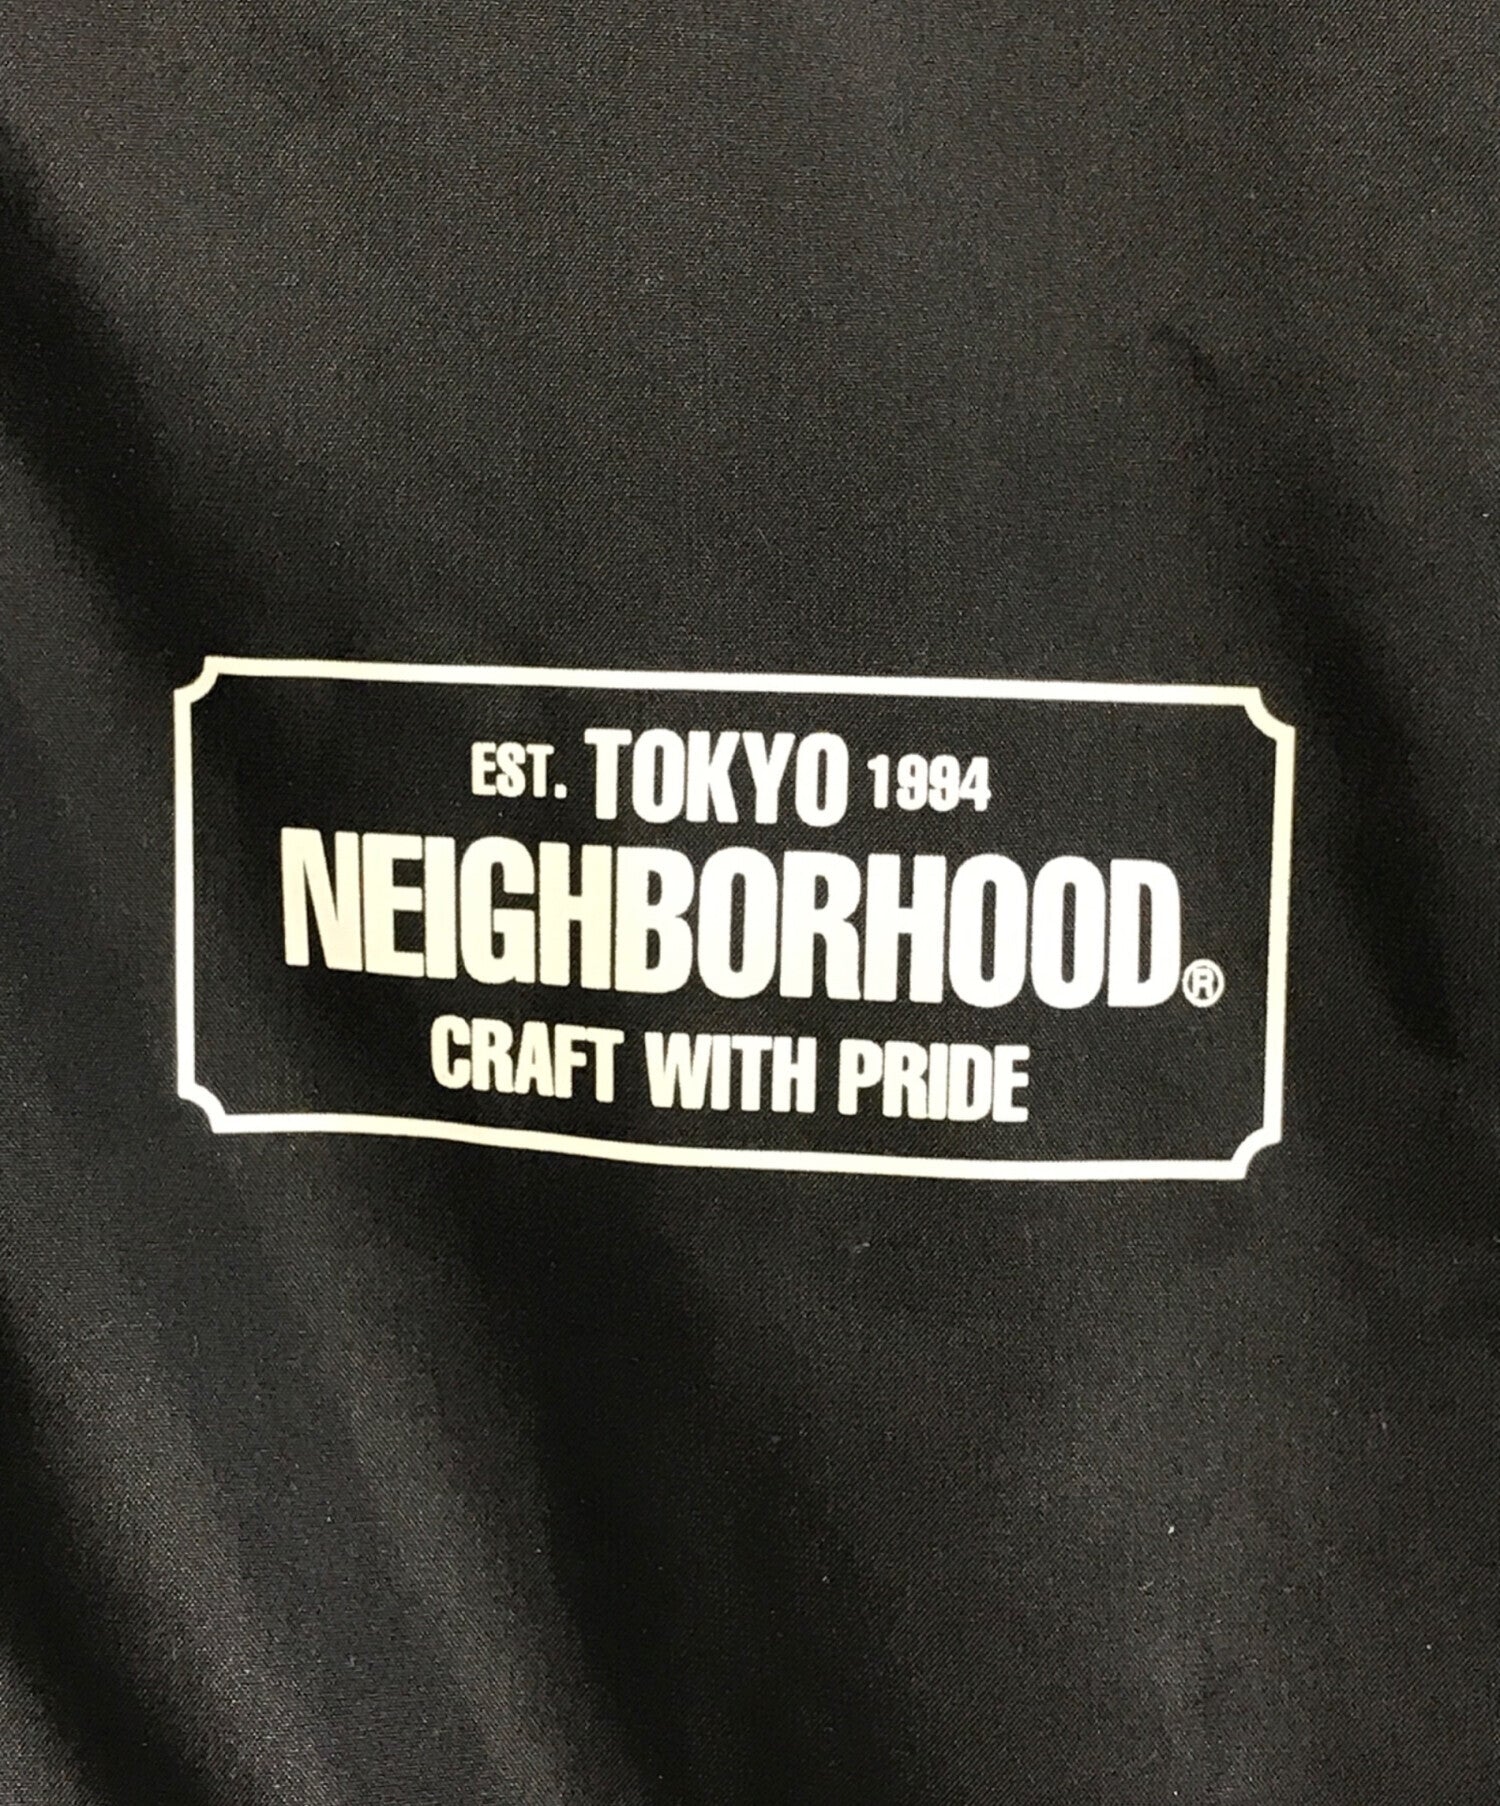 EST. TOKYO 1994
NEIGHBORHOOD®
CRAFT WITH PRIDE